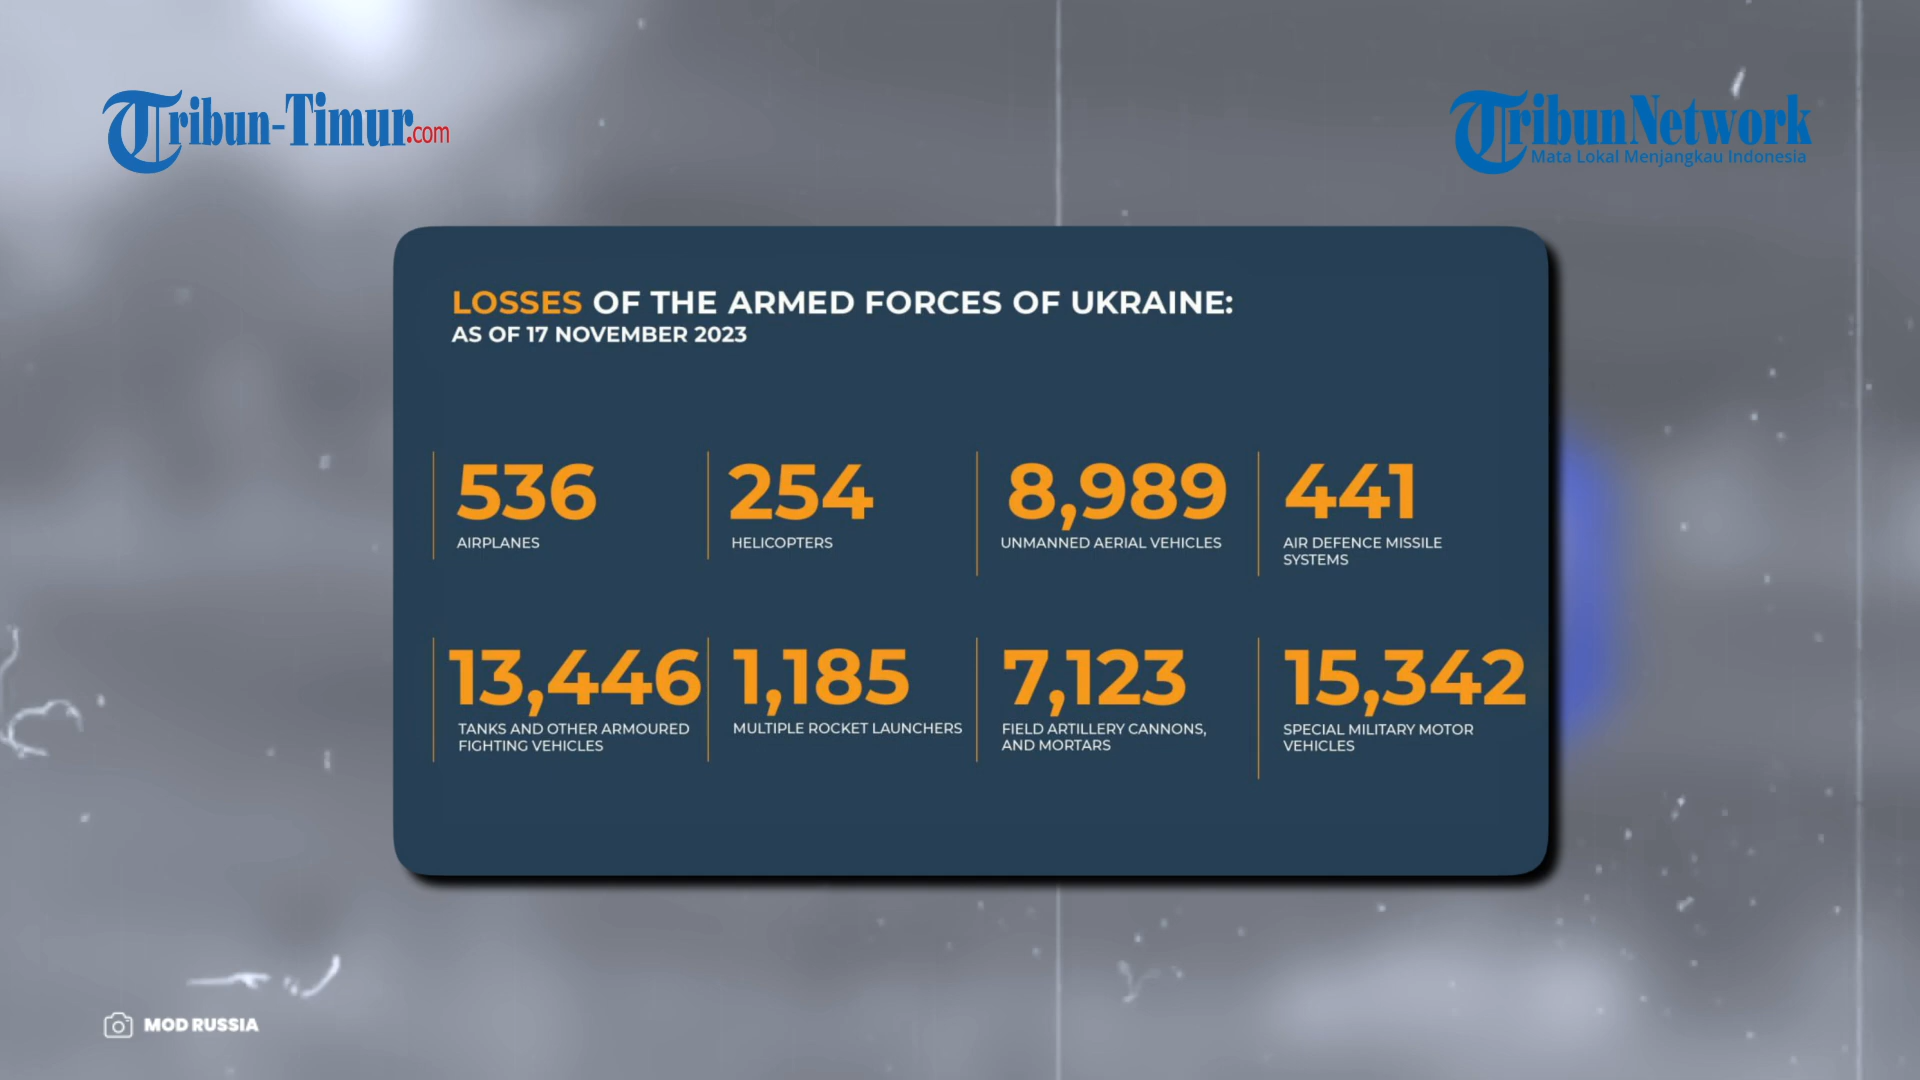 Tribun-Timur.com
TribunNetwork
Mata Lokal Menjangkau Indonesia
LOSSES OF THE ARMED FORCES OF UKRAINE:
AS OF 17 NOVEMBER 2023
536
AIRPLANES
254
HELICOPTERS
8,989
UNMANNED AERIAL VEHICLES
441
AIR DEFENCE MISSILE
SYSTEMS
13,446
TANKS AND OTHER ARMOURED
FIGHTING VEHICLES
1,185
MULTIPLE ROCKET LAUNCHERS
7,123
FIELD ARTILLERY CANNONS,
AND MORTARS
15,342
SPECIAL MILITARY MOTOR
VEHICLES
MOD RUSSIA